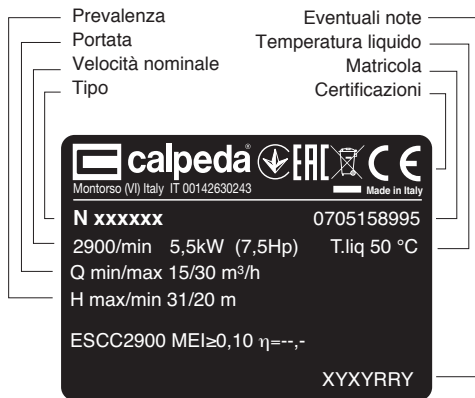 Prevalenza
Portata
Velocità nominale
Tipo
Eventuali note
Temperatura liquido
Matricola
Certificazioni
calpeda® EAC CE
Montorso (VI) Italy IT 00142630243
Made in Italy
N xxxxxx 0705158995
2900/min 5,5kW (7,5Hp) T.liq 50 °C
Q min/max 15/30 m³/h
H max/min 31/20 m
ESCC2900 MEI≥0,10 η=--,-
XYXYRRY